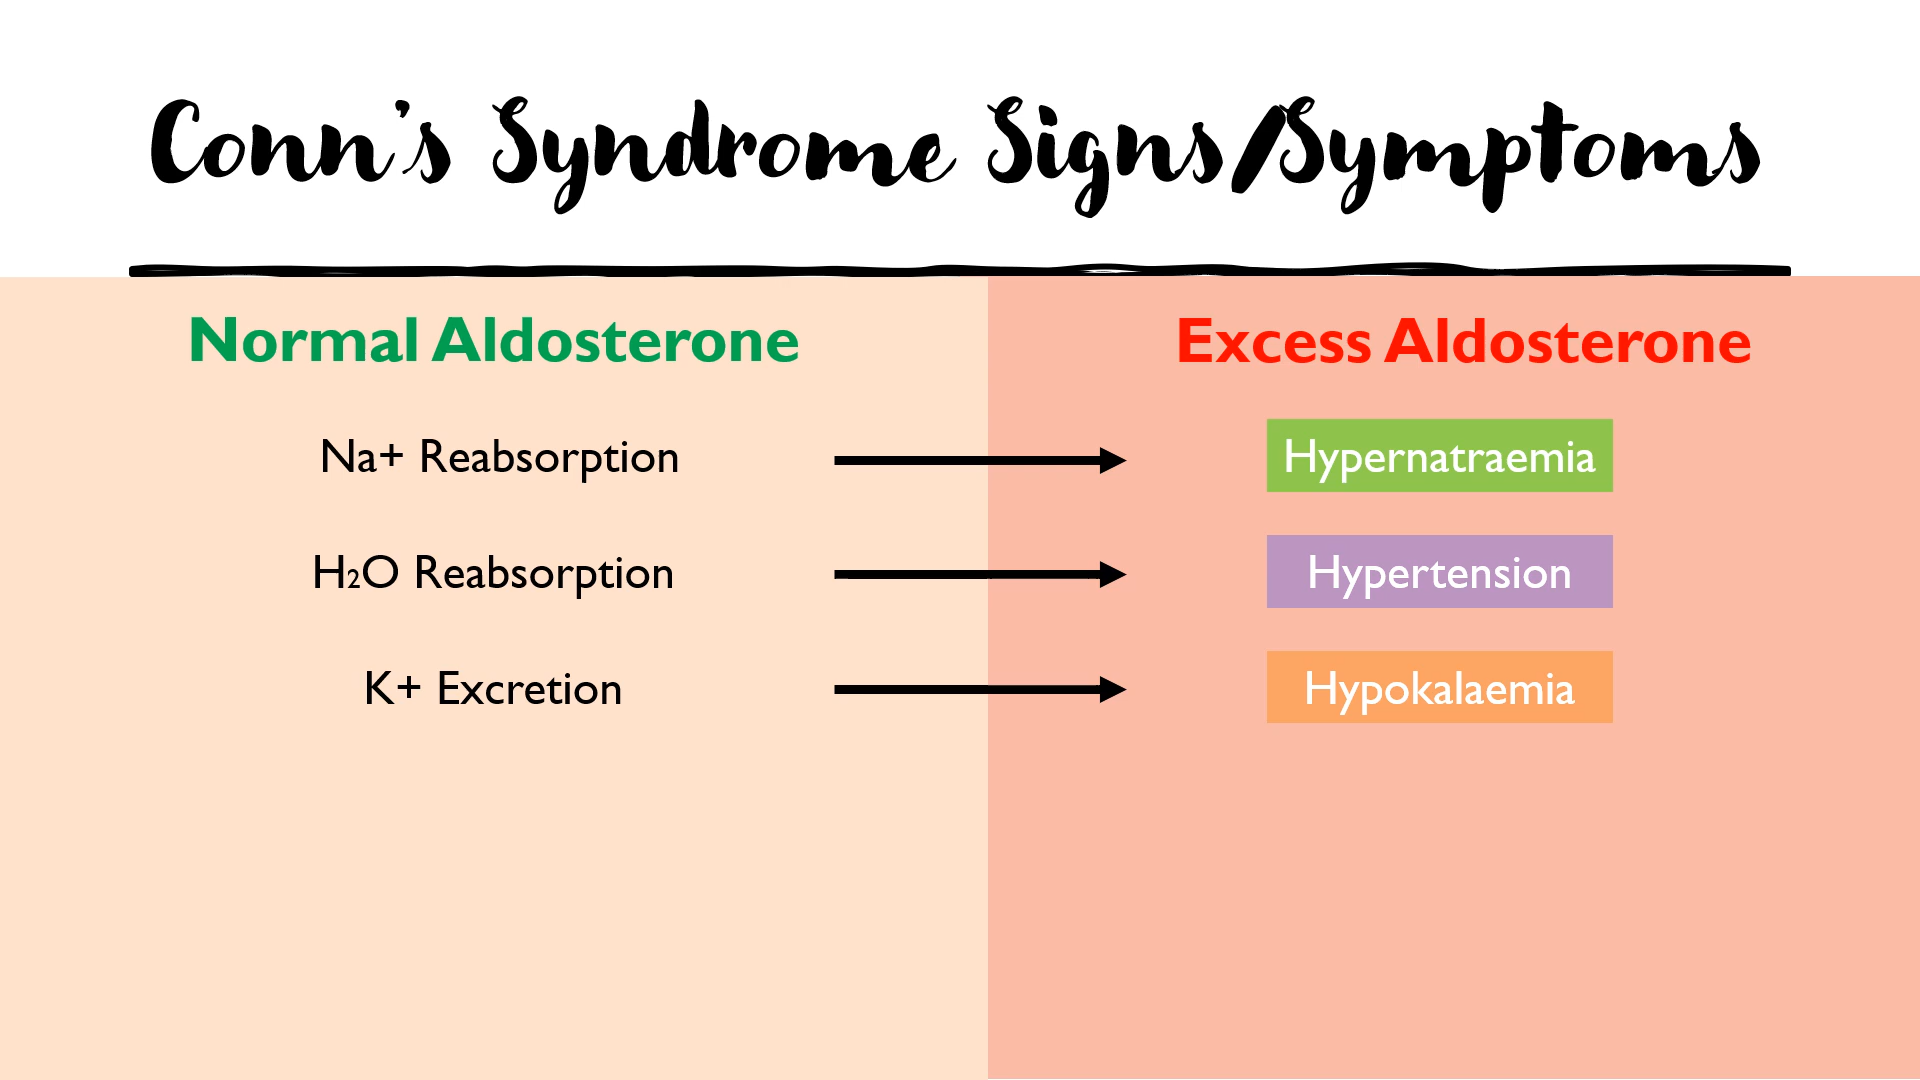 Conn's Syndrome Signs/Symptoms
Normal Aldosterone
Excess Aldosterone
Na+ Reabsorption
Hypernatraemia
H₂O Reabsorption
Hypertension
K+ Excretion
Hypokalaemia